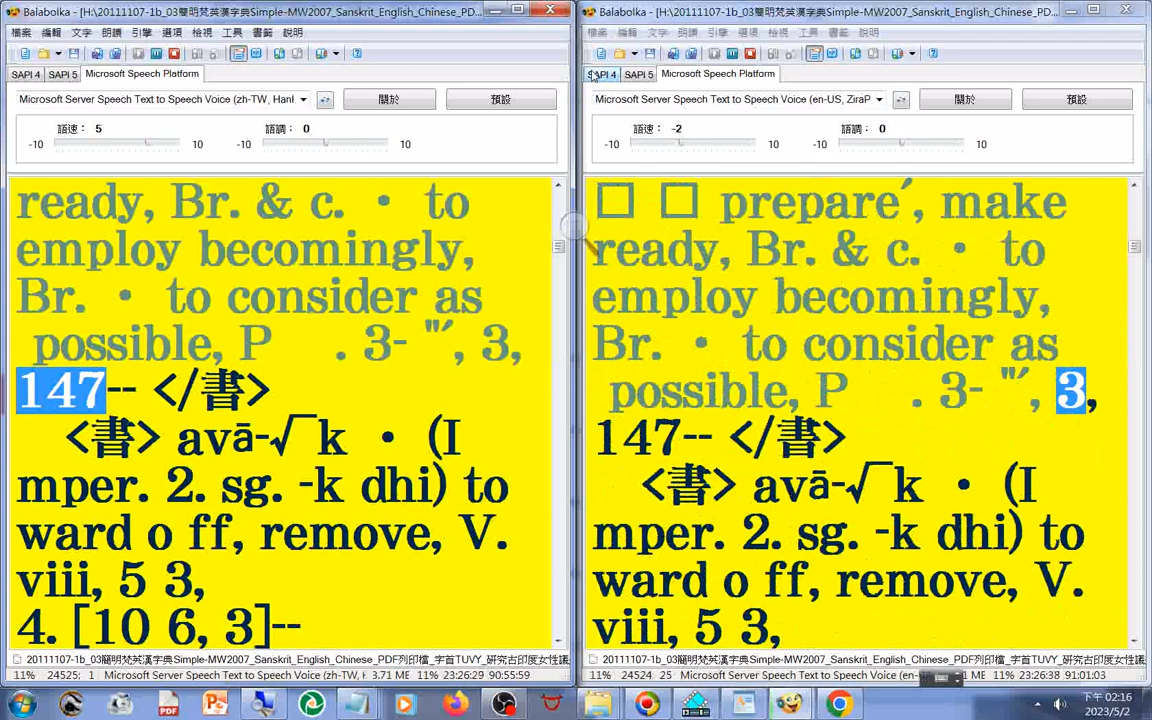 Balabolka - [H:\20111107-1b_03簡明梵英漢字典Simple-MW2007_Sanskrit_English_Chinese_PD...
檔案 編輯 文字 朗讀 引擎 選項 檢視 工具 書籤 說明
SAPI 4 SAPI 5 Microsoft Speech Platform
Microsoft Server Speech Text to Speech Voice (zh-TW, Hanl
關於 預設
語速： 5 語調： 0
-10 10 -10 10
ready, Br. & c. • to
employ becomingly,
Br. • to consider as
possible, P . 3- "′, 3,
147-- </書>
<書> avā-√ k • (I
mper. 2. sg. -k dhi) to
ward o ff, remove, V.
viii, 5 3,
4. [10 6, 3]--
20111107-1b_03簡明梵英漢字典Simple-MW2007_Sanskrit_English_Chinese_PDF列印檔_字首TUVY_研究古印度女性議
11% 24525: 1 Microsoft Server Speech Text to Speech Voice (zh-TW, H 3.71 ME 11% 23:26:29 90:55:59
Balabolka - [H:\20111107-1b_03簡明梵英漢字典Simple-MW2007_Sanskrit_English_Chinese_PDF...
檔案 編輯 文字 朗讀 引擎 選項 檢視 工具 書籤 說明
SAPI 4 SAPI 5 Microsoft Speech Platform
Microsoft Server Speech Text to Speech Voice (en-US, ZiraP
關於 預設
語速： -2 語調： 0
-10 10 -10 10
□ □ prepare′, make
ready, Br. & c. • to
employ becomingly,
Br. • to consider as
possible, P . 3- "′, 3,
147-- </書>
<書> avā-√ k • (I
mper. 2. sg. -k dhi) to
ward o ff, remove, V.
viii, 5 3,
20111107-1b_03簡明梵英漢字典Simple-MW2007_Sanskrit_English_Chinese_PDF列印檔_字首TUVY_研究古印度女性議
11% 24524 25 Microsoft Server Speech Text to Speech Voice (en- 11% 23:26:38 91:01:03
下午 02:16
2023/5/2